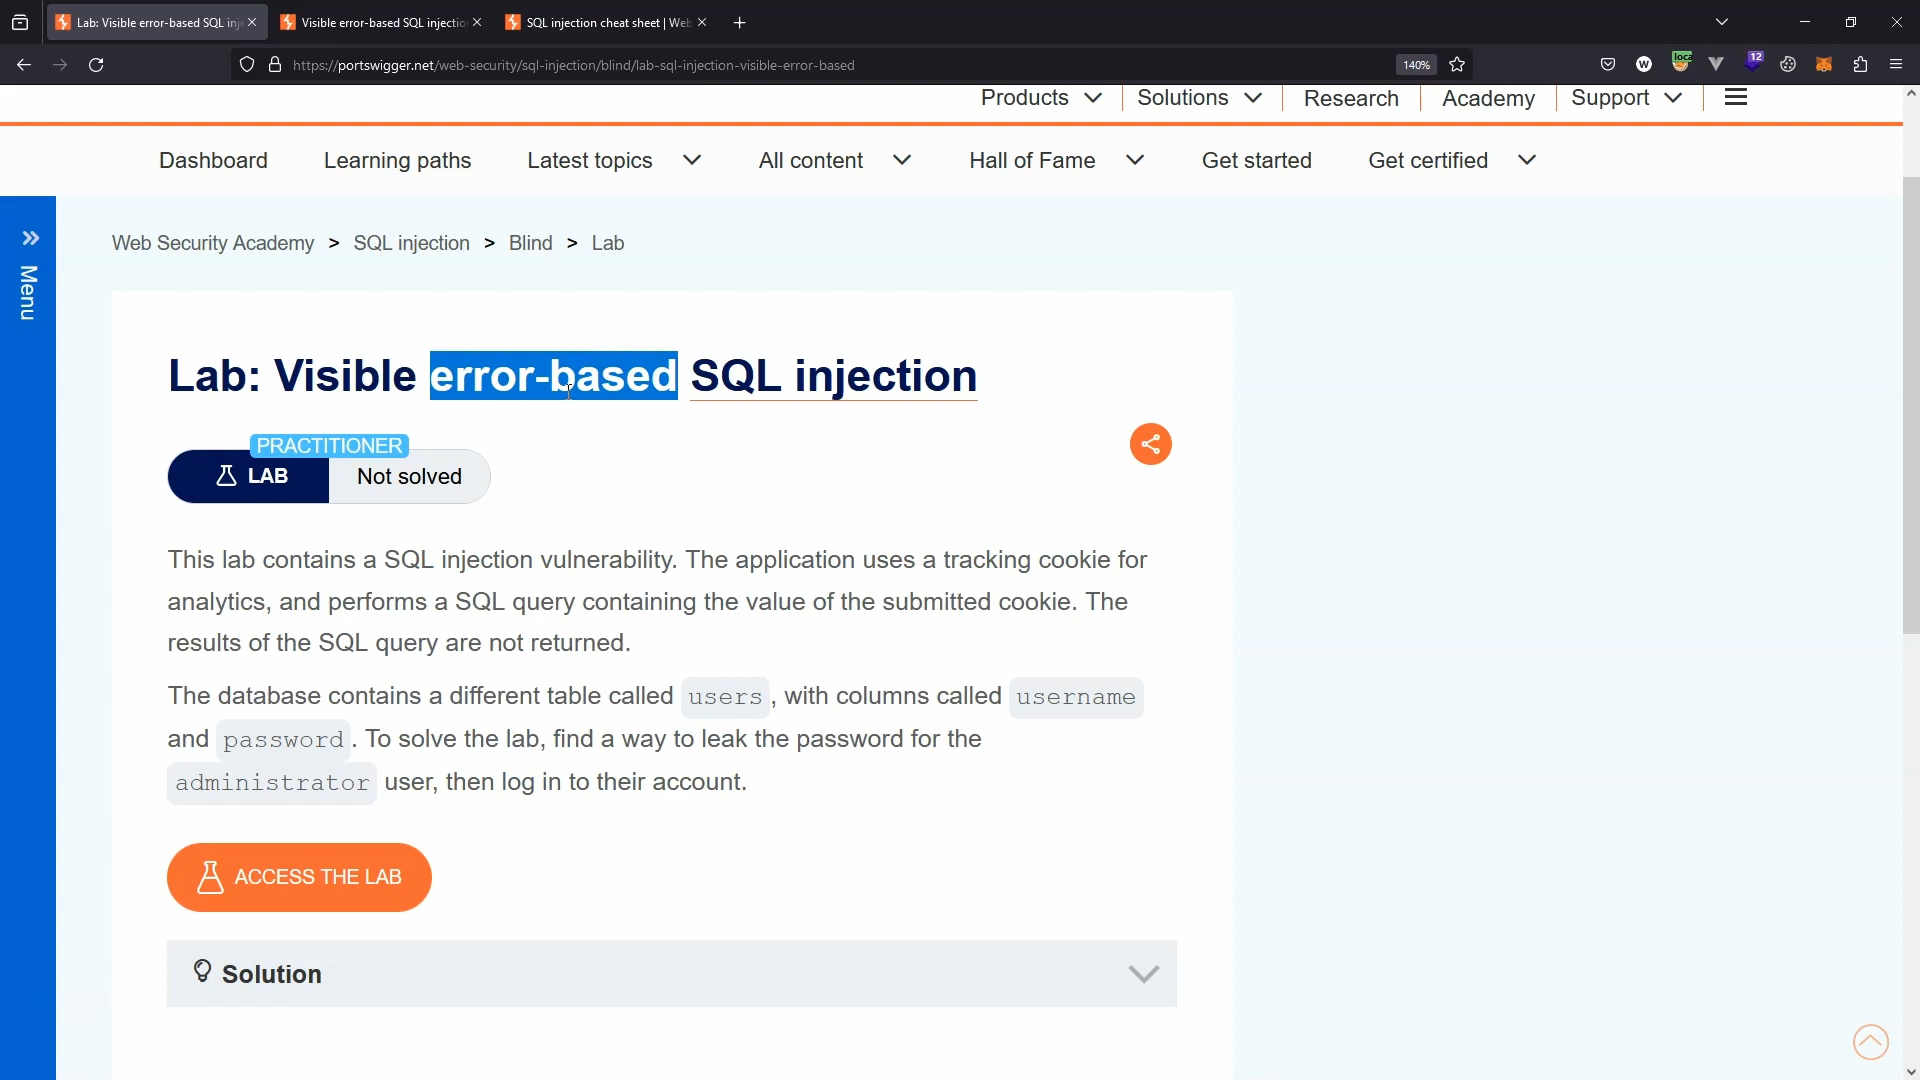 Lab: Visible error-based SQL inj
Visible error-based SQL injectio
SQL injection cheat sheet | Web
https://portswigger.net/web-security/sql-injection/blind/lab-sql-injection-visible-error-based
140%
W
loca
12
Products
Solutions
Research
Academy
Support
Dashboard
Learning paths
Latest topics
All content
Hall of Fame
Get started
Get certified
Menu
Web Security Academy > SQL injection > Blind > Lab
Lab: Visible error-based SQL injection
PRACTITIONER
LAB
Not solved
This lab contains a SQL injection vulnerability. The application uses a tracking cookie for
analytics, and performs a SQL query containing the value of the submitted cookie. The
results of the SQL query are not returned.
The database contains a different table called users, with columns called username
and password. To solve the lab, find a way to leak the password for the
administrator user, then log in to their account.
ACCESS THE LAB
Solution